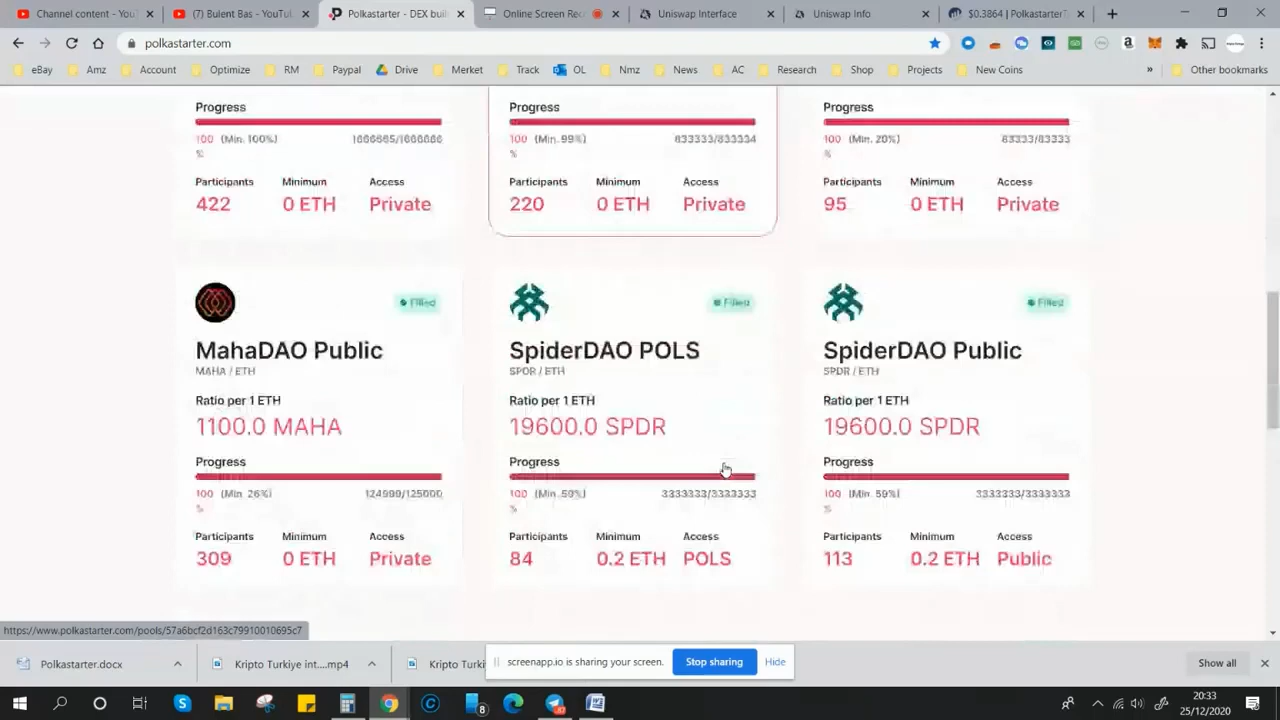 Channel content - YouT
(7) Bulent Bas - YouTub
Polkastarter - DEX buil
Online Screen Rec
Uniswap Interface
Uniswap Info
$0.3864 | PolkastarterT
polkastarter.com
eBay
Amz
Account
Optimize
RM
Paypal
Drive
Market
Track
OL
Nmz
News
AC
Research
Shop
Projects
New Coins
»
Other bookmarks
Progress
Progress
Progress
100 (Min. 100%)
%
100 (Min. 99%) 833333/833334
%
100 (Min. 20%) 83333/83333
%
Participants Minimum Access
422 0 ETH Private
Participants Minimum Access
220 0 ETH Private
Participants Minimum Access
95 0 ETH Private
Filled
MahaDAO Public
MAHA / ETH
Ratio per 1 ETH
1100.0 MAHA
Progress
100 (Min. 26%) 124999/125000
%
Participants Minimum Access
309 0 ETH Private
Filled
SpiderDAO POLS
SPDR / ETH
Ratio per 1 ETH
19600.0 SPDR
Progress
100 (Min. 59%) 3333333/3333333
%
Participants Minimum Access
84 0.2 ETH POLS
Filled
SpiderDAO Public
SPDR / ETH
Ratio per 1 ETH
19600.0 SPDR
Progress
100 (Min. 59%) 3333333/3333333
%
Participants Minimum Access
113 0.2 ETH Public
https://www.polkastarter.com/pools/57a6bcf2d163c79910010695c7
Polkastarter.docx
Kripto Turkiye int....mp4
Kripto Turki
screenapp.io is sharing your screen.
Stop sharing
Hide
Show all
8
20:33
25/12/2020